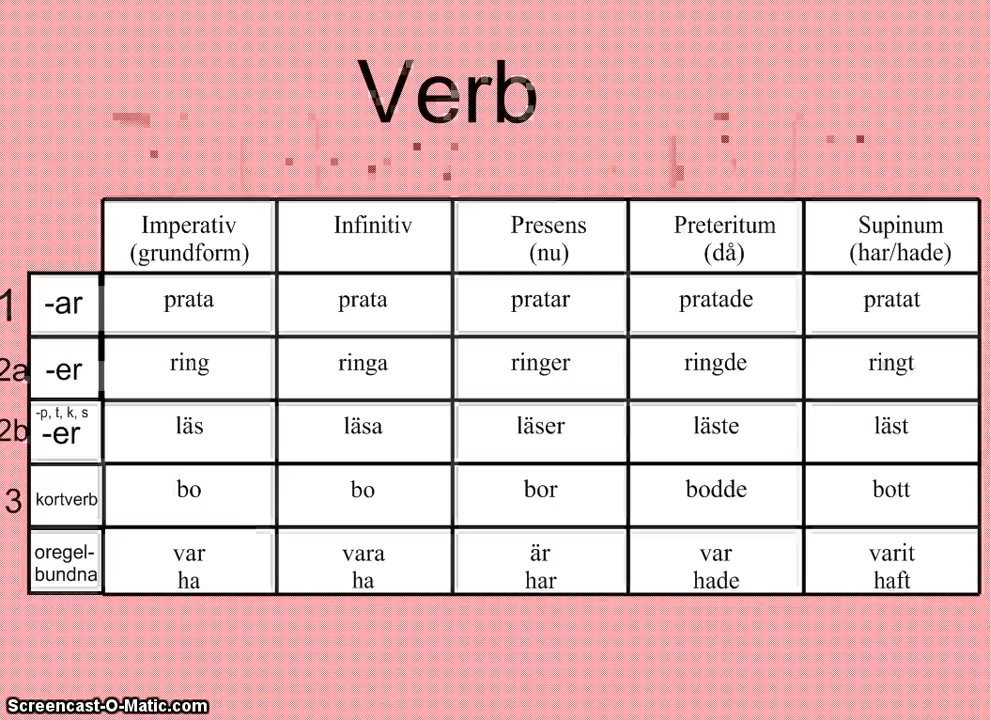 Verb
Imperativ Infinitiv Presens Preteritum Supinum
(grundform) (nu) (då) (har/hade)
1 -ar prata prata pratar pratade pratat
2a -er ring ringa ringer ringde ringt
-p, t, k, s
2b -er läs läsa läser läste läst
3 kortverb bo bo bor bodde bott
oregel- var vara är var varit
bundna ha ha har hade haft
Screencast-O-Matic.com